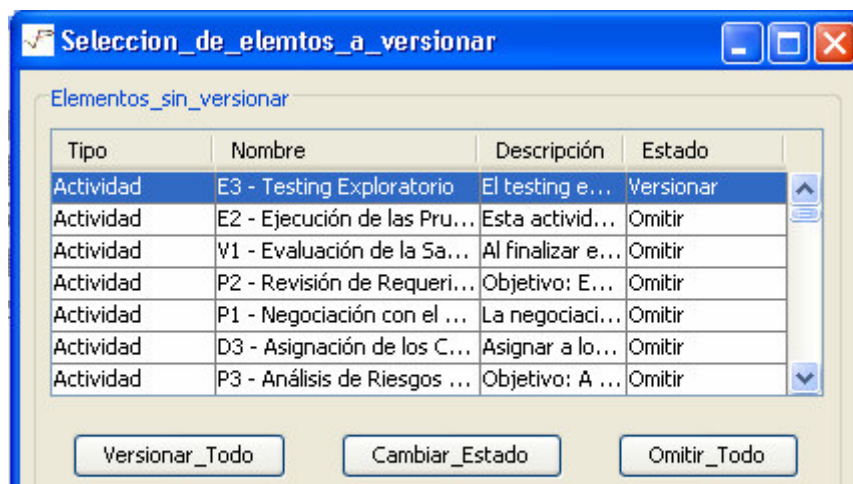 Seleccion_de_elemtos_a_versionar
Elementos_sin_versionar
Tipo Nombre Descripción Estado
Actividad E3 - Testing Exploratorio El testing e... Versionar
Actividad E2 - Ejecución de las Pru... Esta activid... Omitir
Actividad V1 - Evaluación de la Sa... Al finalizar e... Omitir
Actividad P2 - Revisión de Requeri... Objetivo: E... Omitir
Actividad P1 - Negociación con el ... La negociaci... Omitir
Actividad D3 - Asignación de los C... Asignar a lo... Omitir
Actividad P3 - Análisis de Riesgos ... Objetivo: A ... Omitir
Versionar_Todo Cambiar_Estado Omitir_Todo